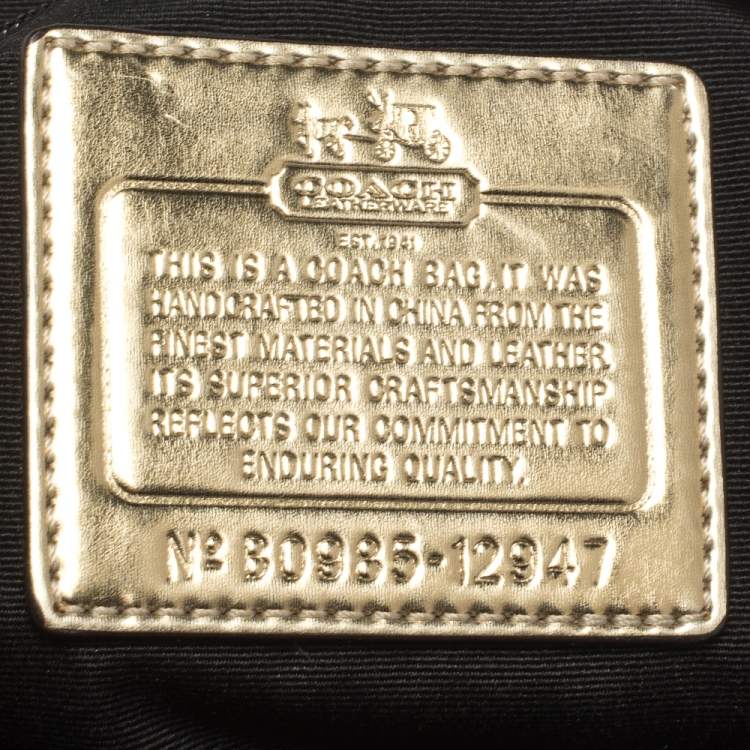 COACH
LEATHERWARE
EST. 1941
THIS IS A COACH BAG. IT WAS
HANDCRAFTED IN CHINA FROM THE
FINEST MATERIALS AND LEATHER.
ITS SUPERIOR CRAFTSMANSHIP
REFLECTS OUR COMMITMENT TO
ENDURING QUALITY.
Nº 30985-12947